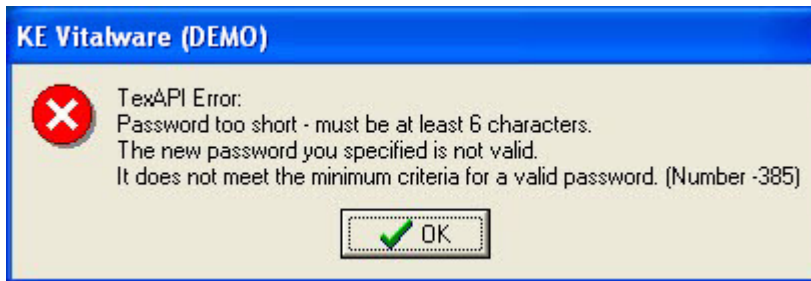 KE Vitalware (DEMO)
TexAPI Error:
Password too short - must be at least 6 characters.
The new password you specified is not valid.
It does not meet the minimum criteria for a valid password. (Number -385)
OK